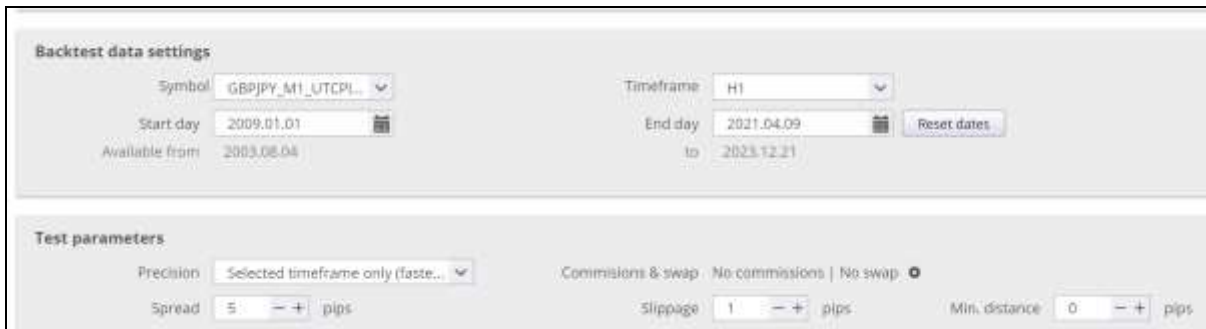 Backtest data settings
Symbol GBPJPY_M1_UTCPI... Timeframe H1
Start day 2009.01.01 End day 2021.04.09 Reset dates
Available from 2003.08.04 to 2023.12.21
Test parameters
Precision Selected timeframe only (faste... Commisions & swap No commissions | No swap
Spread 5 - + pips Slippage 1 - + pips Min. distance 0 - + pips